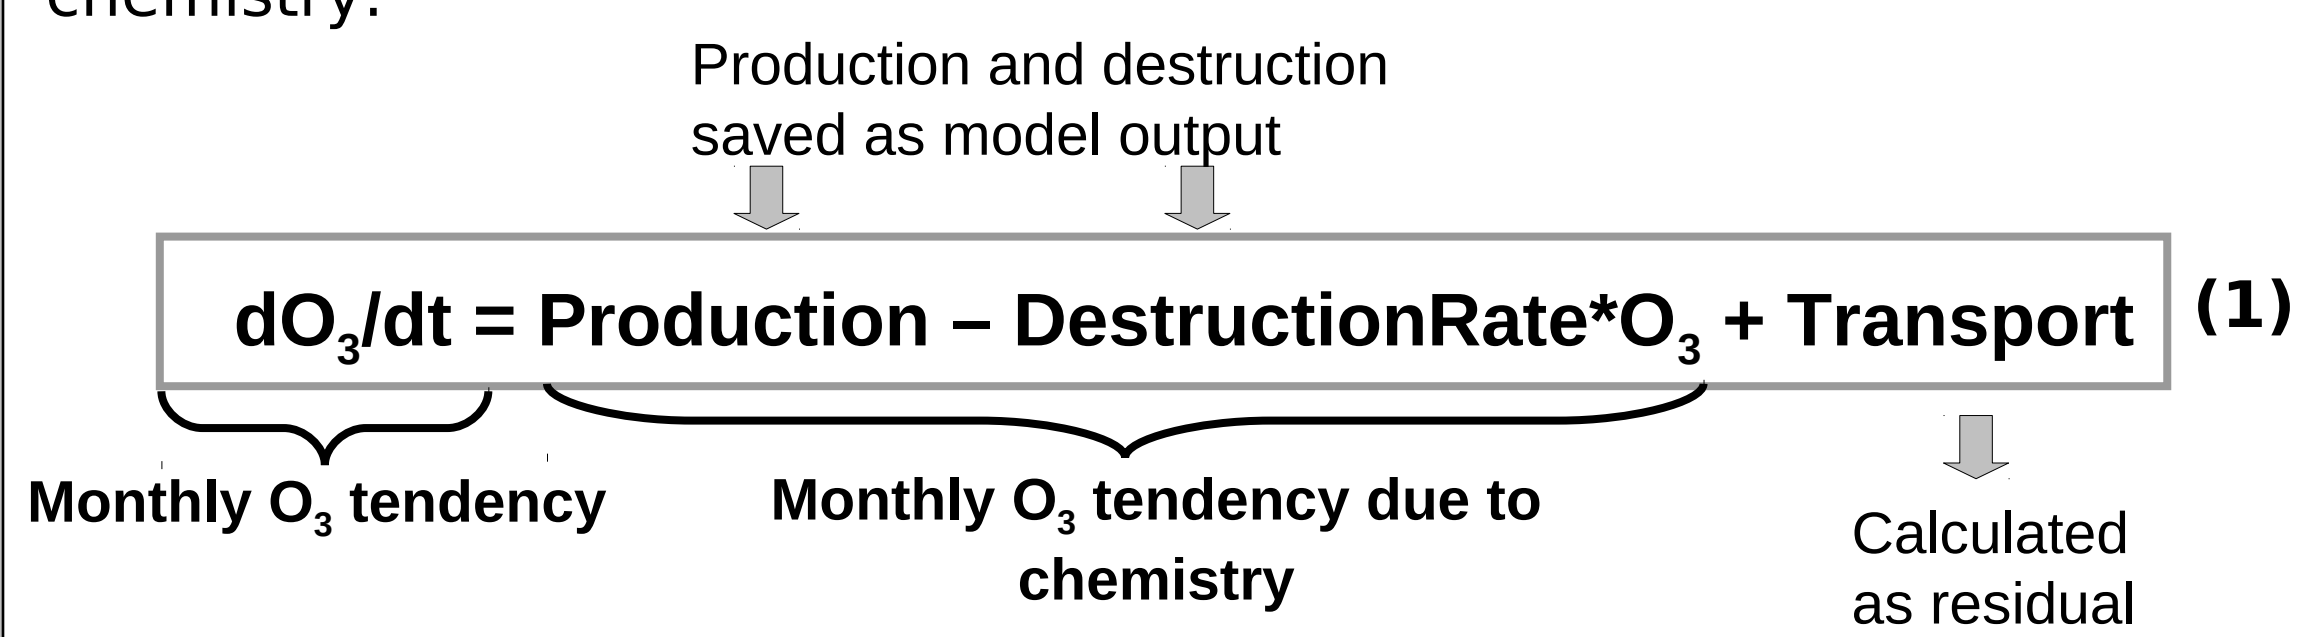 chemistry.
Production and destruction
saved as model output
dO₃/dt = Production – DestructionRate*O₃ + Transport (1)
Monthly O₃ tendency
Monthly O₃ tendency due to
chemistry
Calculated
as residual